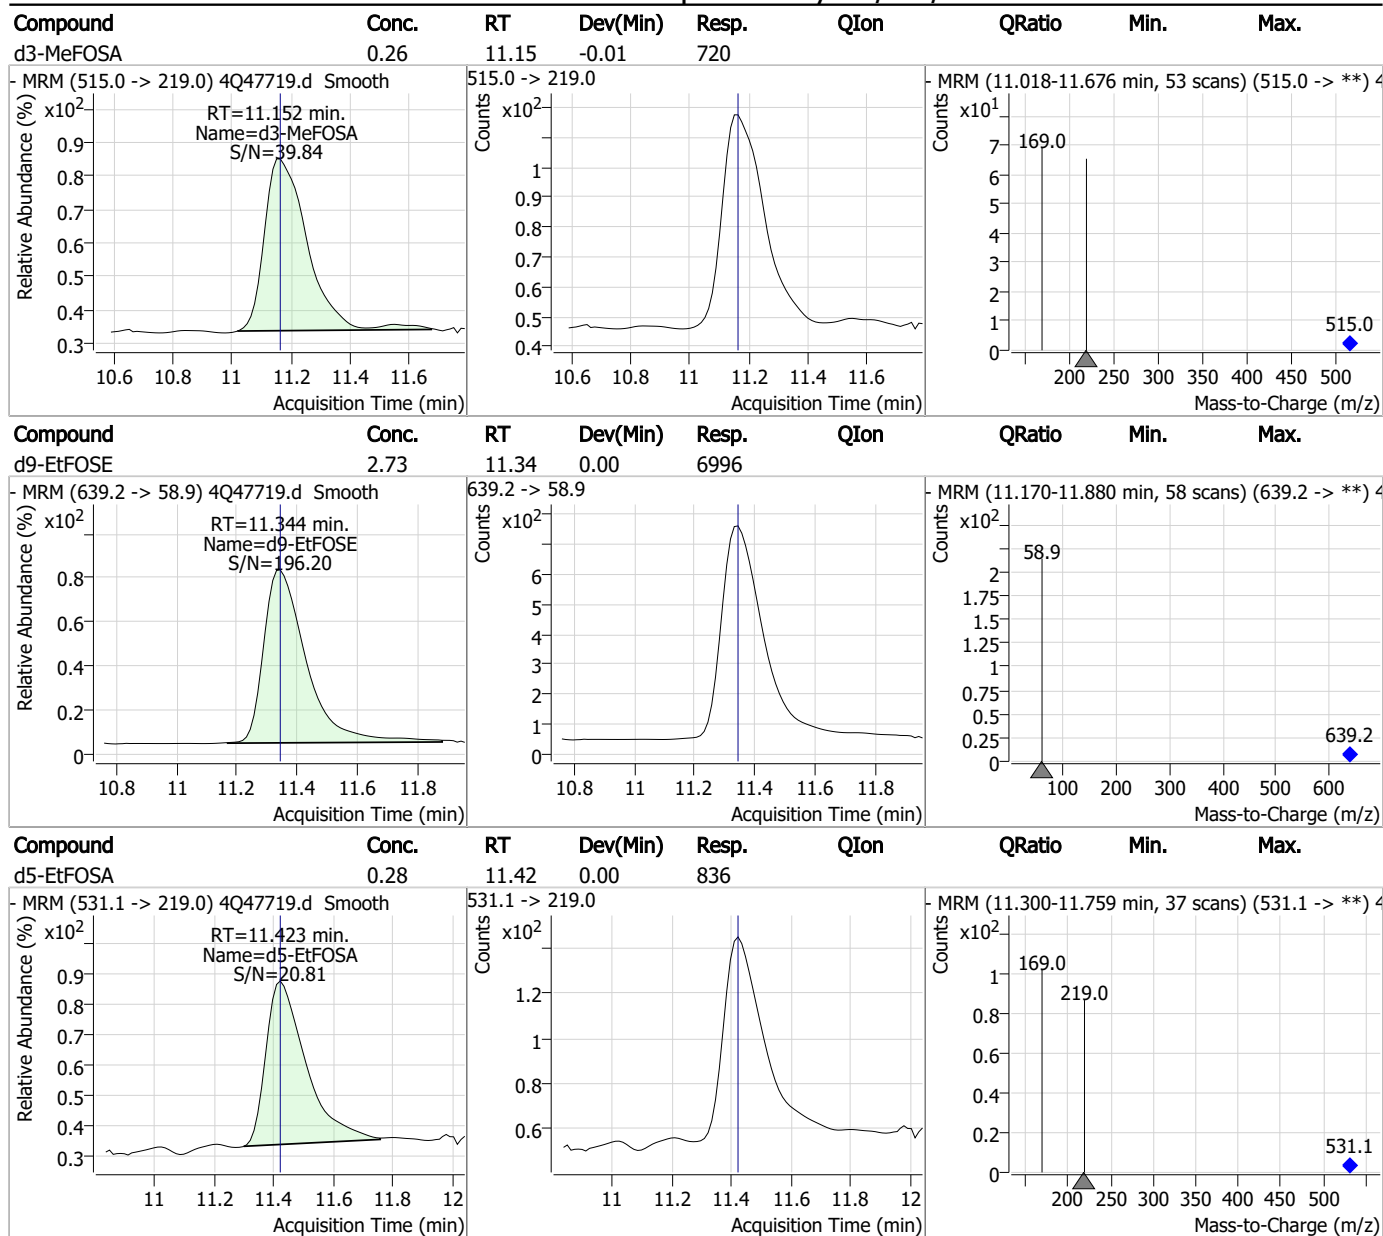 Compound Conc. RT Dev(Min) Resp. QIon QRatio Min. Max.
d3-MeFOSA 0.26 11.15 -0.01 720
- MRM (515.0 -> 219.0) 4Q47719.d Smooth
Relative Abundance (%)
x10²
RT=11.152 min.
Name=d3-MeFOSA
S/N=39.84
0.9
0.8
0.7
0.6
0.5
0.4
0.3
10.6 10.8 11 11.2 11.4 11.6
Acquisition Time (min)
515.0 -> 219.0
Counts
x10²
1
0.9
0.8
0.7
0.6
0.5
0.4
10.6 10.8 11 11.2 11.4 11.6
Acquisition Time (min)
- MRM (11.018-11.676 min, 53 scans) (515.0 -> **) 4
Counts
x10¹
169.0
7
6
5
4
3
2
1
0
515.0
200 250 300 350 400 450 500
Mass-to-Charge (m/z)
Compound Conc. RT Dev(Min) Resp. QIon QRatio Min. Max.
d9-EtFOSE 2.73 11.34 0.00 6996
- MRM (639.2 -> 58.9) 4Q47719.d Smooth
Relative Abundance (%)
x10²
RT=11.344 min.
Name=d9-EtFOSE
S/N=196.20
0.8
0.6
0.4
0.2
0
10.8 11 11.2 11.4 11.6 11.8
Acquisition Time (min)
639.2 -> 58.9
Counts
x10²
6
5
4
3
2
1
0
10.8 11 11.2 11.4 11.6 11.8
Acquisition Time (min)
- MRM (11.170-11.880 min, 58 scans) (639.2 -> **) 4
Counts
x10²
58.9
2
1.75
1.5
1.25
1
0.75
0.5
0.25
0
639.2
100 200 300 400 500 600
Mass-to-Charge (m/z)
Compound Conc. RT Dev(Min) Resp. QIon QRatio Min. Max.
d5-EtFOSA 0.28 11.42 0.00 836
- MRM (531.1 -> 219.0) 4Q47719.d Smooth
Relative Abundance (%)
x10²
RT=11.423 min.
Name=d5-EtFOSA
S/N=20.81
0.9
0.8
0.7
0.6
0.5
0.4
0.3
11 11.2 11.4 11.6 11.8 12
Acquisition Time (min)
531.1 -> 219.0
Counts
x10²
1.2
1
0.8
0.6
11 11.2 11.4 11.6 11.8 12
Acquisition Time (min)
- MRM (11.300-11.759 min, 37 scans) (531.1 -> **) 4
Counts
x10²
169.0
219.0
1
0.8
0.6
0.4
0.2
0
531.1
200 250 300 350 400 450 500
Mass-to-Charge (m/z)